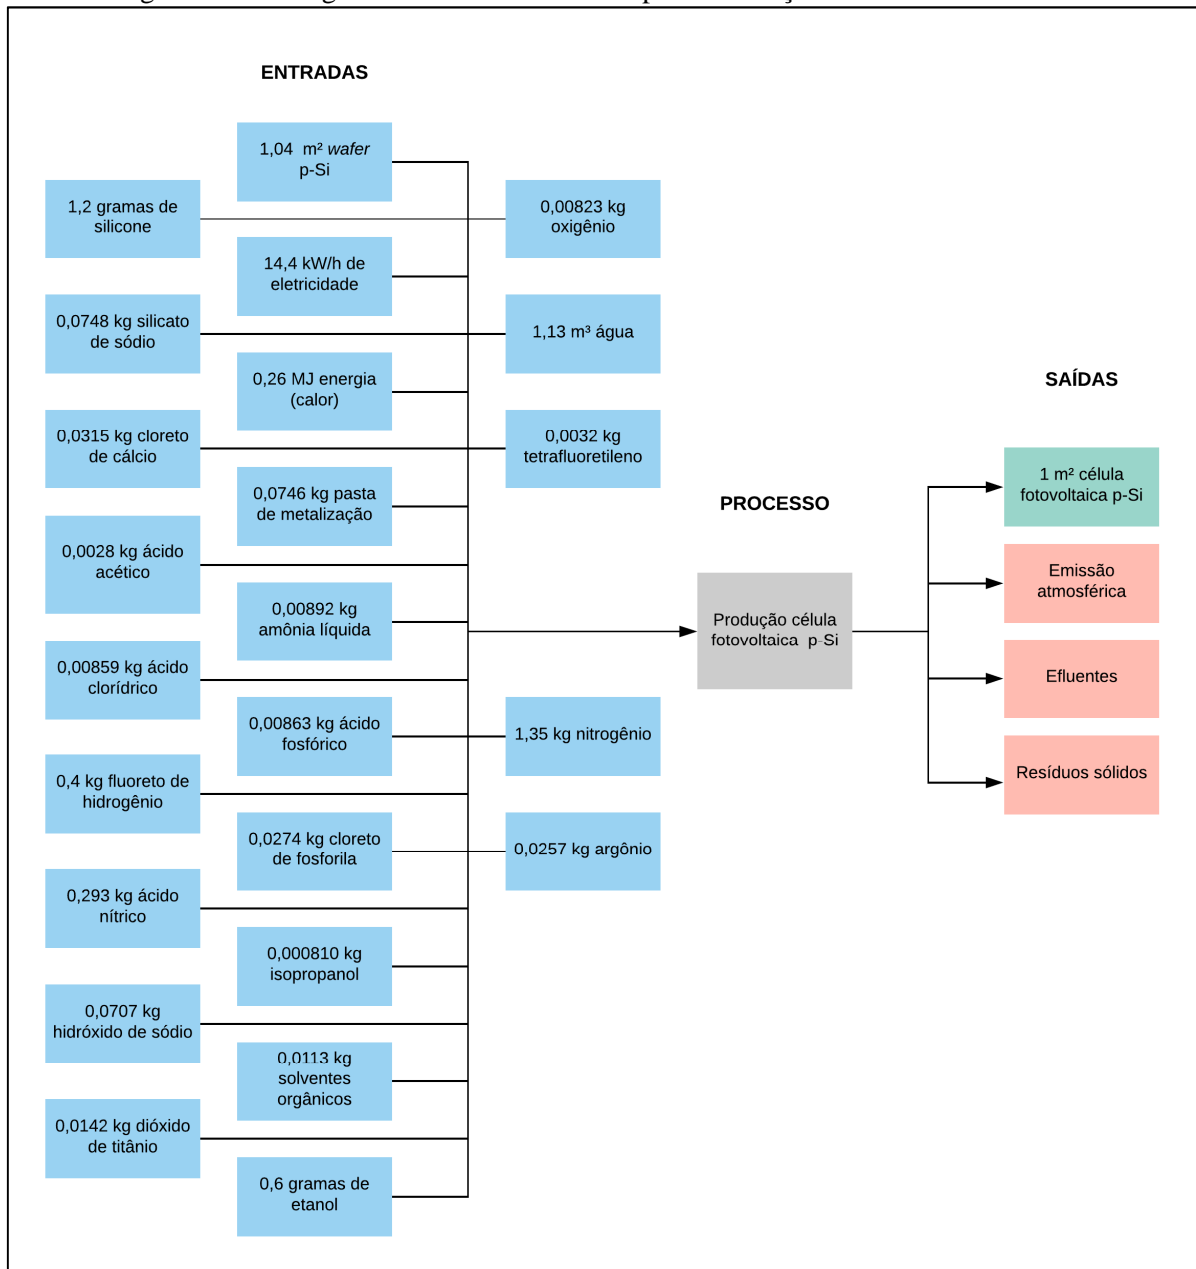 ENTRADAS
1,04 m² wafer
p-Si
1,2 gramas de
silicone
0,00823 kg
oxigênio
14,4 kW/h de
eletricidade
0,0748 kg silicato
de sódio
1,13 m³ água
0,26 MJ energia
(calor)
0,0315 kg cloreto
de cálcio
0,0032 kg
tetrafluoretileno
0,0746 kg pasta
de metalização
0,0028 kg ácido
acético
0,00892 kg
amônia líquida
0,00859 kg ácido
clorídrico
0,00863 kg ácido
fosfórico
1,35 kg nitrogênio
0,4 kg fluoreto de
hidrogênio
0,0274 kg cloreto
de fosforila
0,0257 kg argônio
0,293 kg ácido
nítrico
0,000810 kg
isopropanol
0,0707 kg
hidróxido de sódio
0,0113 kg
solventes
orgânicos
0,0142 kg dióxido
de titânio
0,6 gramas de
etanol
PROCESSO
Produção célula
fotovoltaica p-Si
SAÍDAS
1 m² célula
fotovoltaica p-Si
Emissão
atmosférica
Efluentes
Resíduos sólidos